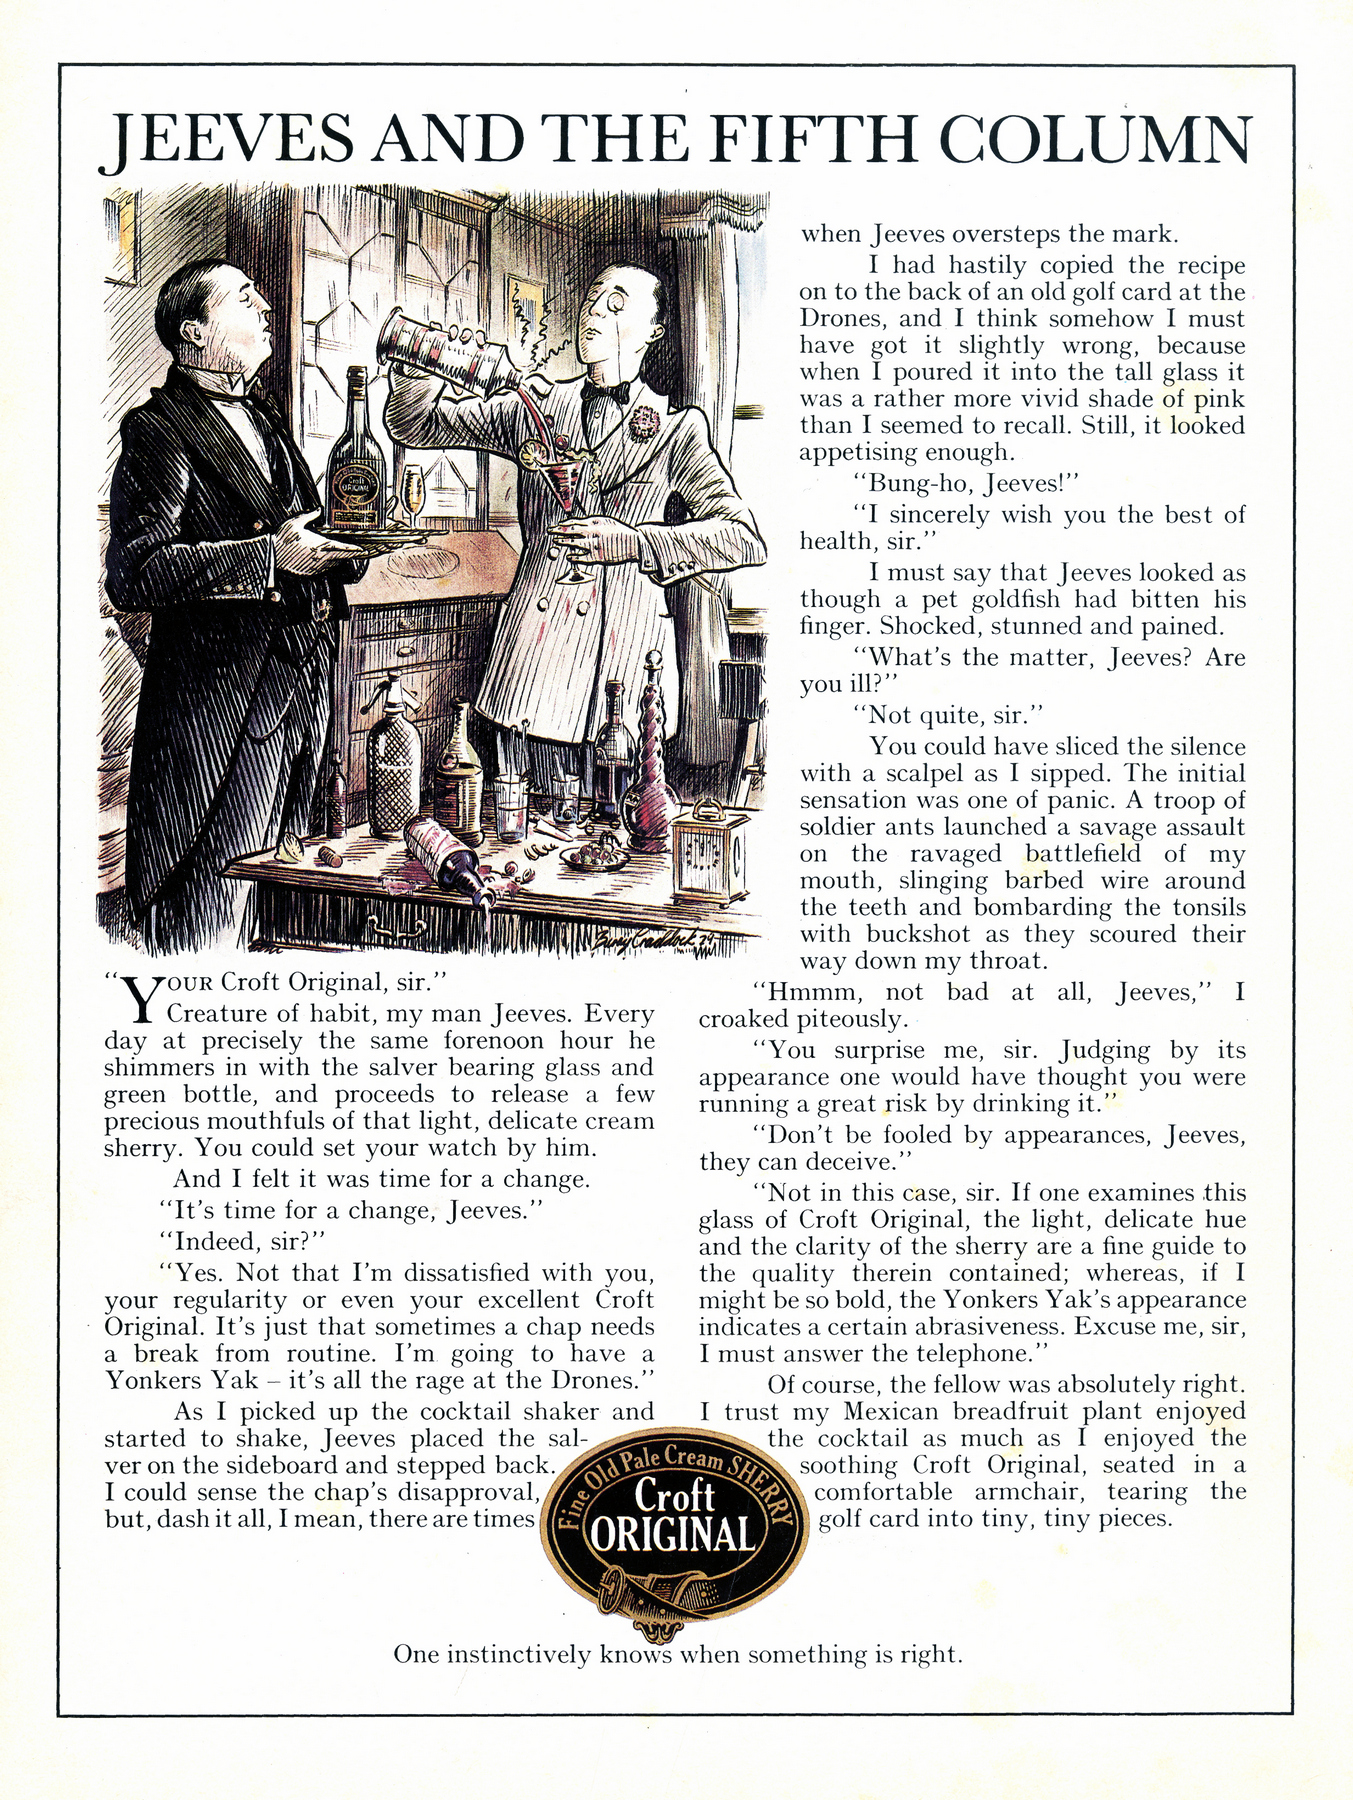 JEEVES AND THE FIFTH COLUMN
Croft
ORIGINAL
“YOUR Croft Original, sir.”
Creature of habit, my man Jeeves. Every
day at precisely the same forenoon hour he
shimmers in with the salver bearing glass and
green bottle, and proceeds to release a few
precious mouthfuls of that light, delicate cream
sherry. You could set your watch by him.
And I felt it was time for a change.
“It's time for a change, Jeeves.”
“Indeed, sir?”
“Yes. Not that I'm dissatisfied with you,
your regularity or even your excellent Croft
Original. It's just that sometimes a chap needs
a break from routine. I'm going to have a
Yonkers Yak – it's all the rage at the Drones.”
As I picked up the cocktail shaker and
started to shake, Jeeves placed the sal-
ver on the sideboard and stepped back.
I could sense the chap's disapproval,
but, dash it all, I mean, there are times
when Jeeves oversteps the mark.
I had hastily copied the recipe
on to the back of an old golf card at the
Drones, and I think somehow I must
have got it slightly wrong, because
when I poured it into the tall glass it
was a rather more vivid shade of pink
than I seemed to recall. Still, it looked
appetising enough.
“Bung-ho, Jeeves!”
“I sincerely wish you the best of
health, sir.”
I must say that Jeeves looked as
though a pet goldfish had bitten his
finger. Shocked, stunned and pained.
“What's the matter, Jeeves? Are
you ill?”
“Not quite, sir.”
You could have sliced the silence
with a scalpel as I sipped. The initial
sensation was one of panic. A troop of
soldier ants launched a savage assault
on the ravaged battlefield of my
mouth, slinging barbed wire around
the teeth and bombarding the tonsils
with buckshot as they scoured their
way down my throat.
“Hmmm, not bad at all, Jeeves,” I
croaked piteously.
“You surprise me, sir. Judging by its
appearance one would have thought you were
running a great risk by drinking it.”
“Don't be fooled by appearances, Jeeves,
they can deceive.”
“Not in this case, sir. If one examines this
glass of Croft Original, the light, delicate hue
and the clarity of the sherry are a fine guide to
the quality therein contained; whereas, if I
might be so bold, the Yonkers Yak's appearance
indicates a certain abrasiveness. Excuse me, sir,
I must answer the telephone.”
Of course, the fellow was absolutely right.
I trust my Mexican breadfruit plant enjoyed
the cocktail as much as I enjoyed the
soothing Croft Original, seated in a
comfortable armchair, tearing the
golf card into tiny, tiny pieces.
Fine Old Pale Cream SHERRY
Croft
ORIGINAL
One instinctively knows when something is right.